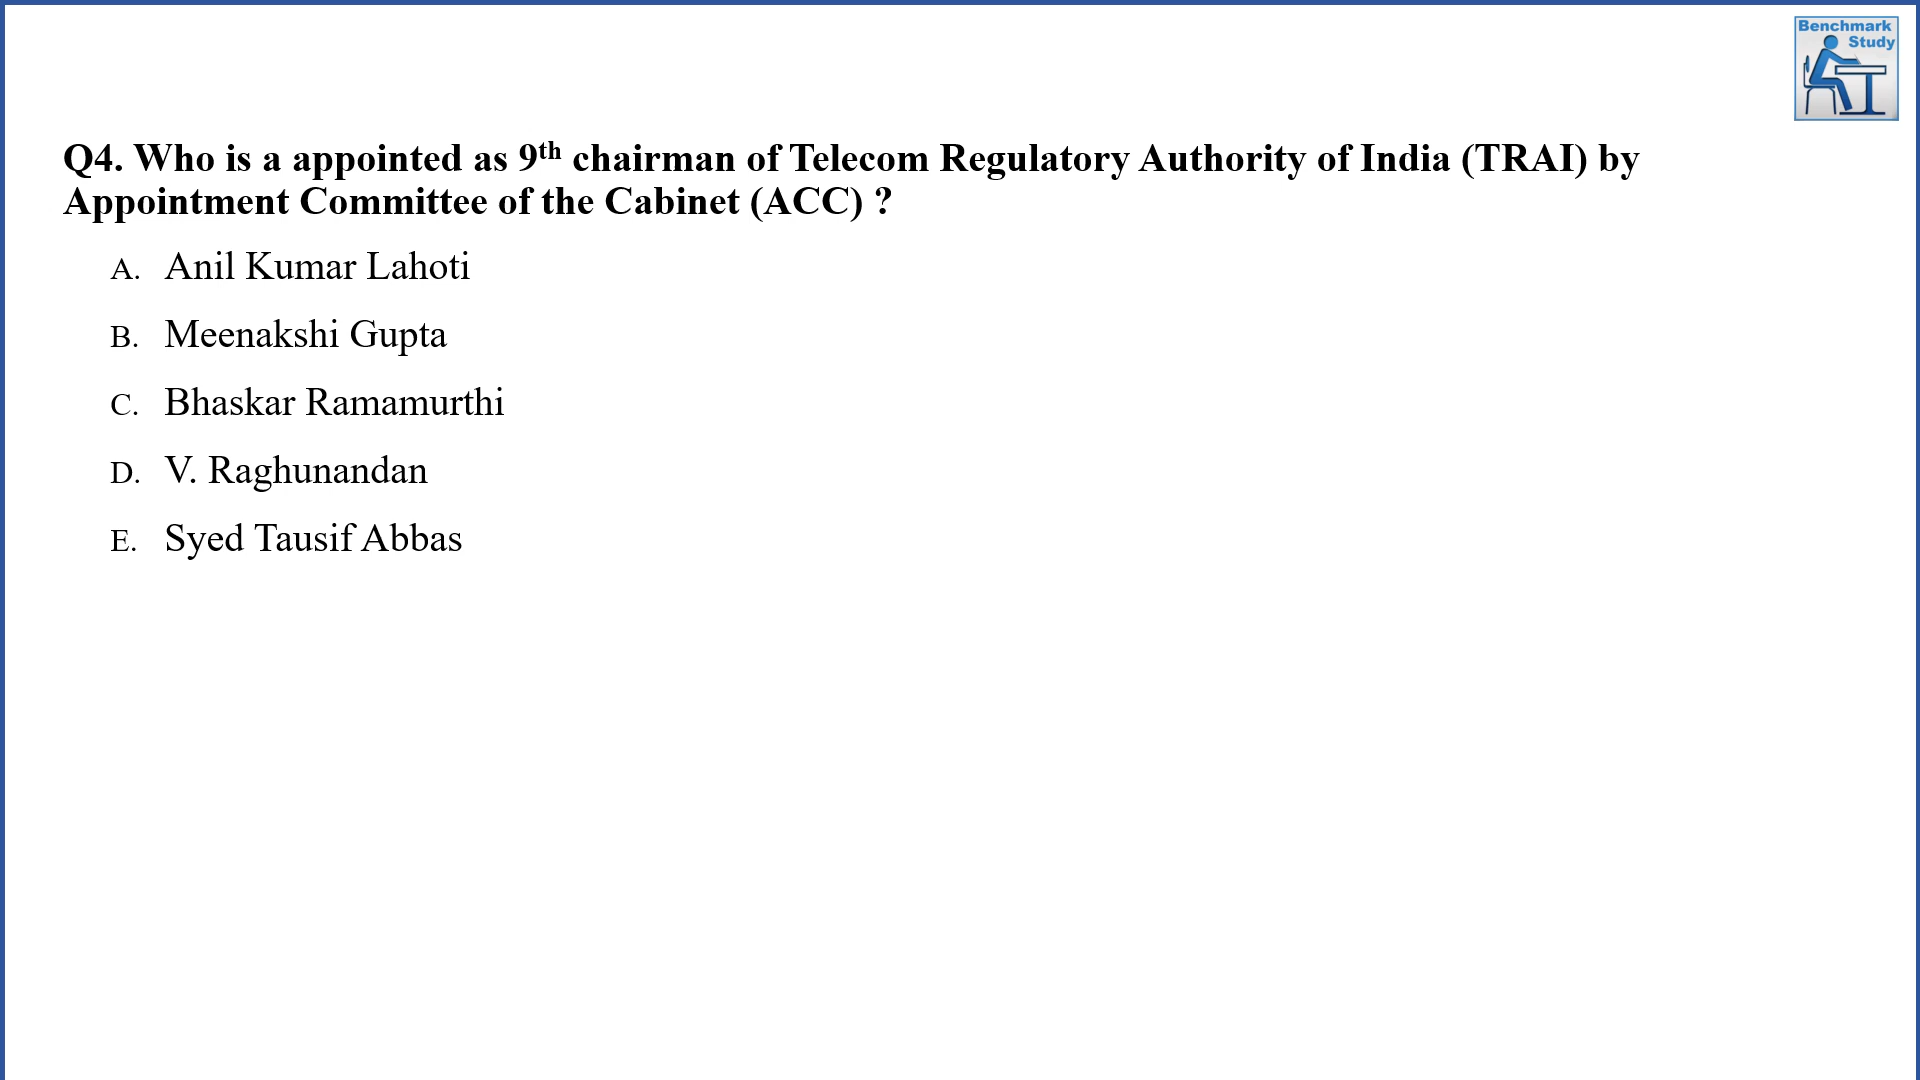 Benchmark
Study
Q4. Who is a appointed as 9th chairman of Telecom Regulatory Authority of India (TRAI) by
Appointment Committee of the Cabinet (ACC) ?
A. Anil Kumar Lahoti
B. Meenakshi Gupta
C. Bhaskar Ramamurthi
D. V. Raghunandan
E. Syed Tausif Abbas